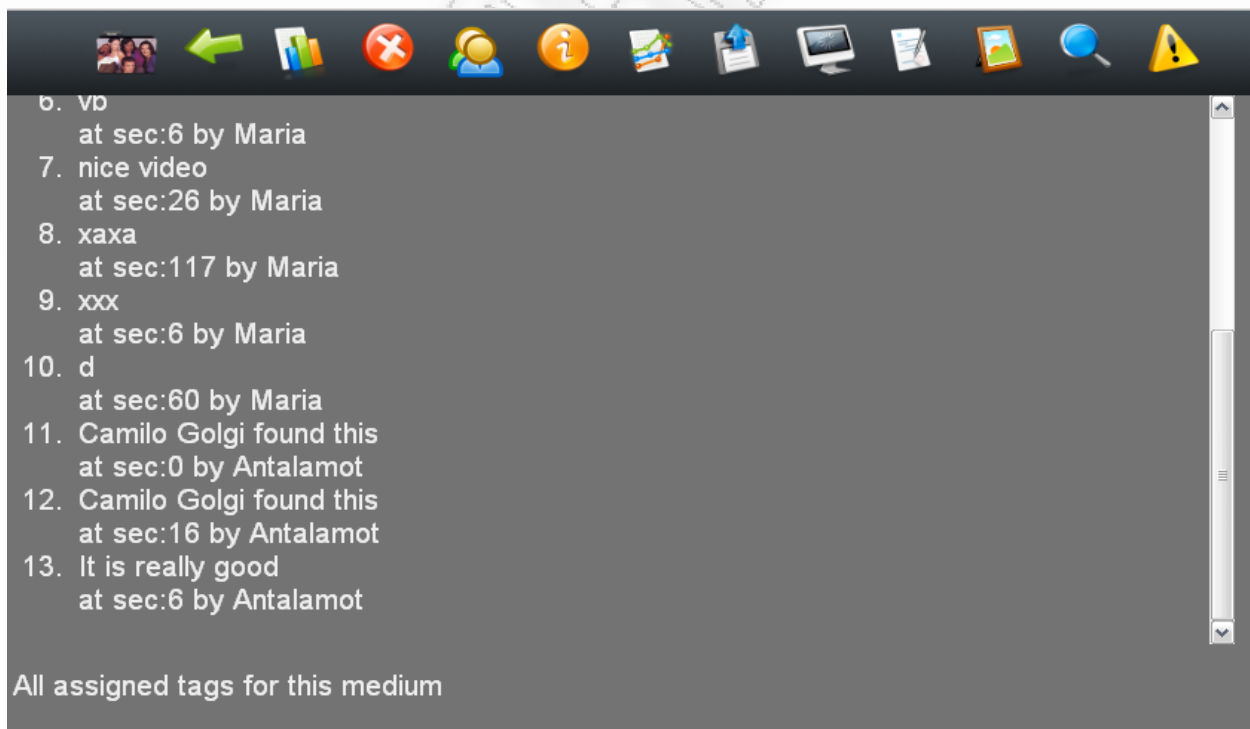 6. vb
at sec:6 by Maria
7. nice video
at sec:26 by Maria
8. xaxa
at sec:117 by Maria
9. xxx
at sec:6 by Maria
10. d
at sec:60 by Maria
11. Camilo Golgi found this
at sec:0 by Antalamot
12. Camilo Golgi found this
at sec:16 by Antalamot
13. It is really good
at sec:6 by Antalamot
All assigned tags for this medium